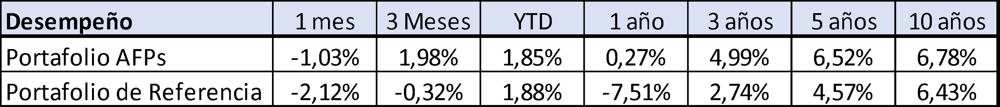 Desempeño 1 mes 3 Meses YTD 1 año 3 años 5 años 10 años
Portafolio AFPs -1,03% 1,98% 1,85% 0,27% 4,99% 6,52% 6,78%
Portafolio de Referencia -2,12% -0,32% 1,88% -7,51% 2,74% 4,57% 6,43%